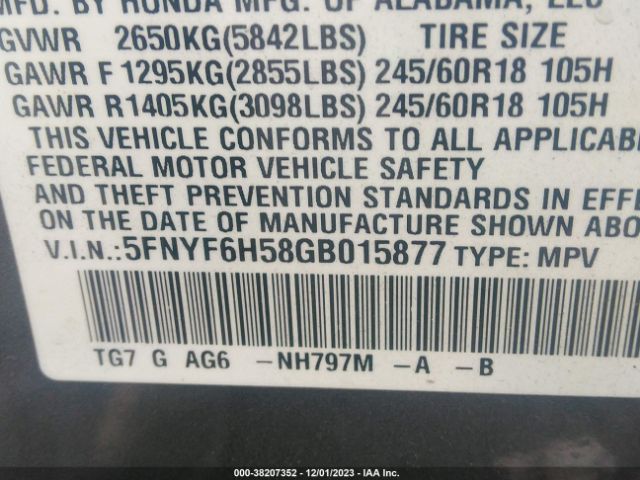 MFD. BY HONDA MFG. OF ALABAMA, LLC
GVWR 2650KG(5842LBS) TIRE SIZE
GAWR F1295KG(2855LBS) 245/60R18 105H
GAWR R1405KG(3098LBS) 245/60R18 105H
THIS VEHICLE CONFORMS TO ALL APPLICABL
FEDERAL MOTOR VEHICLE SAFETY
AND THEFT PREVENTION STANDARDS IN EFFE
ON THE DATE OF MANUFACTURE SHOWN ABO
V.I.N.:5FNYF6H58GB015877 TYPE: MPV
TG7 G AG6 -NH797M -A -B
000-38207352 • 12/01/2023 - IAA Inc.